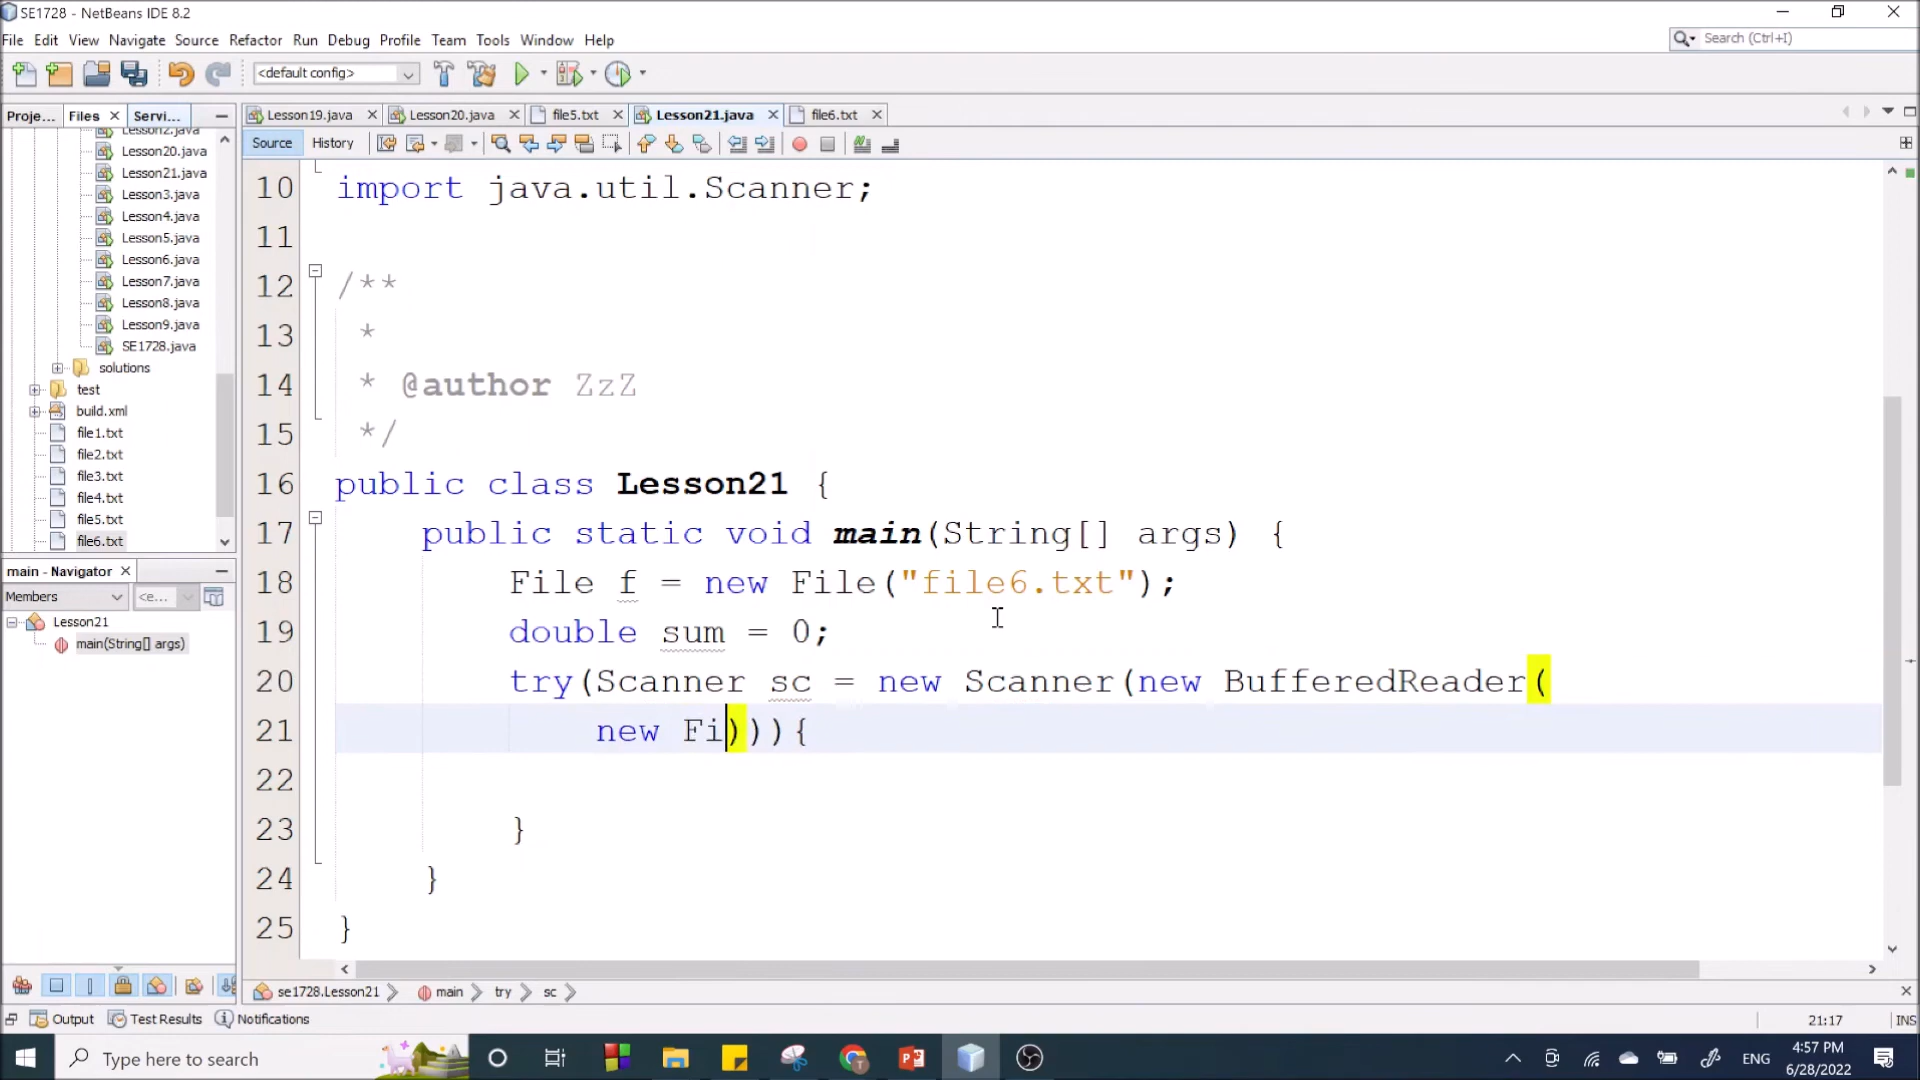 SE1728 - NetBeans IDE 8.2
File Edit View Navigate Source Refactor Run Debug Profile Team Tools Window Help
Search (Ctrl+I)
<default config>
Proje... Files Servi...
Lesson19.java Lesson20.java file5.txt Lesson21.java file6.txt
Source History
Lesson2.java
Lesson20.java
Lesson21.java
Lesson3.java
Lesson4.java
Lesson5.java
Lesson6.java
Lesson7.java
Lesson8.java
Lesson9.java
SE1728.java
solutions
test
build.xml
file1.txt
file2.txt
file3.txt
file4.txt
file5.txt
file6.txt
main - Navigator
Members <e...
Lesson21
main(String[] args)
10 import java.util.Scanner;
11
12 /**
13 *
14 * @author ZzZ
15 */
16 public class Lesson21 {
17 public static void main(String[] args) {
18 File f = new File("file6.txt");
19 double sum = 0;
20 try(Scanner sc = new Scanner(new BufferedReader(
21 new Fi))){
22
23 }
24 }
25 }
se1728.Lesson21 main try sc
Output Test Results Notifications
21:17 INS
Type here to search
ENG
4:57 PM
6/28/2022